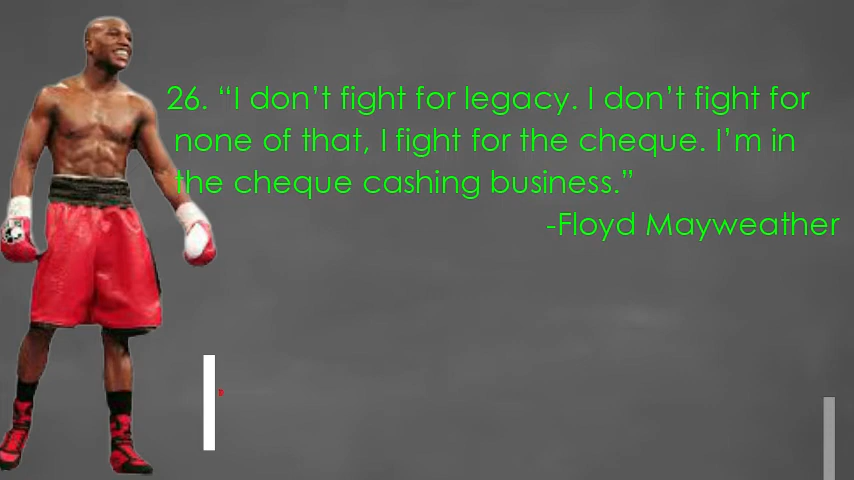 26. “I don’t fight for legacy. I don’t fight for
none of that, I fight for the cheque. I’m in
the cheque cashing business.”
-Floyd Mayweather